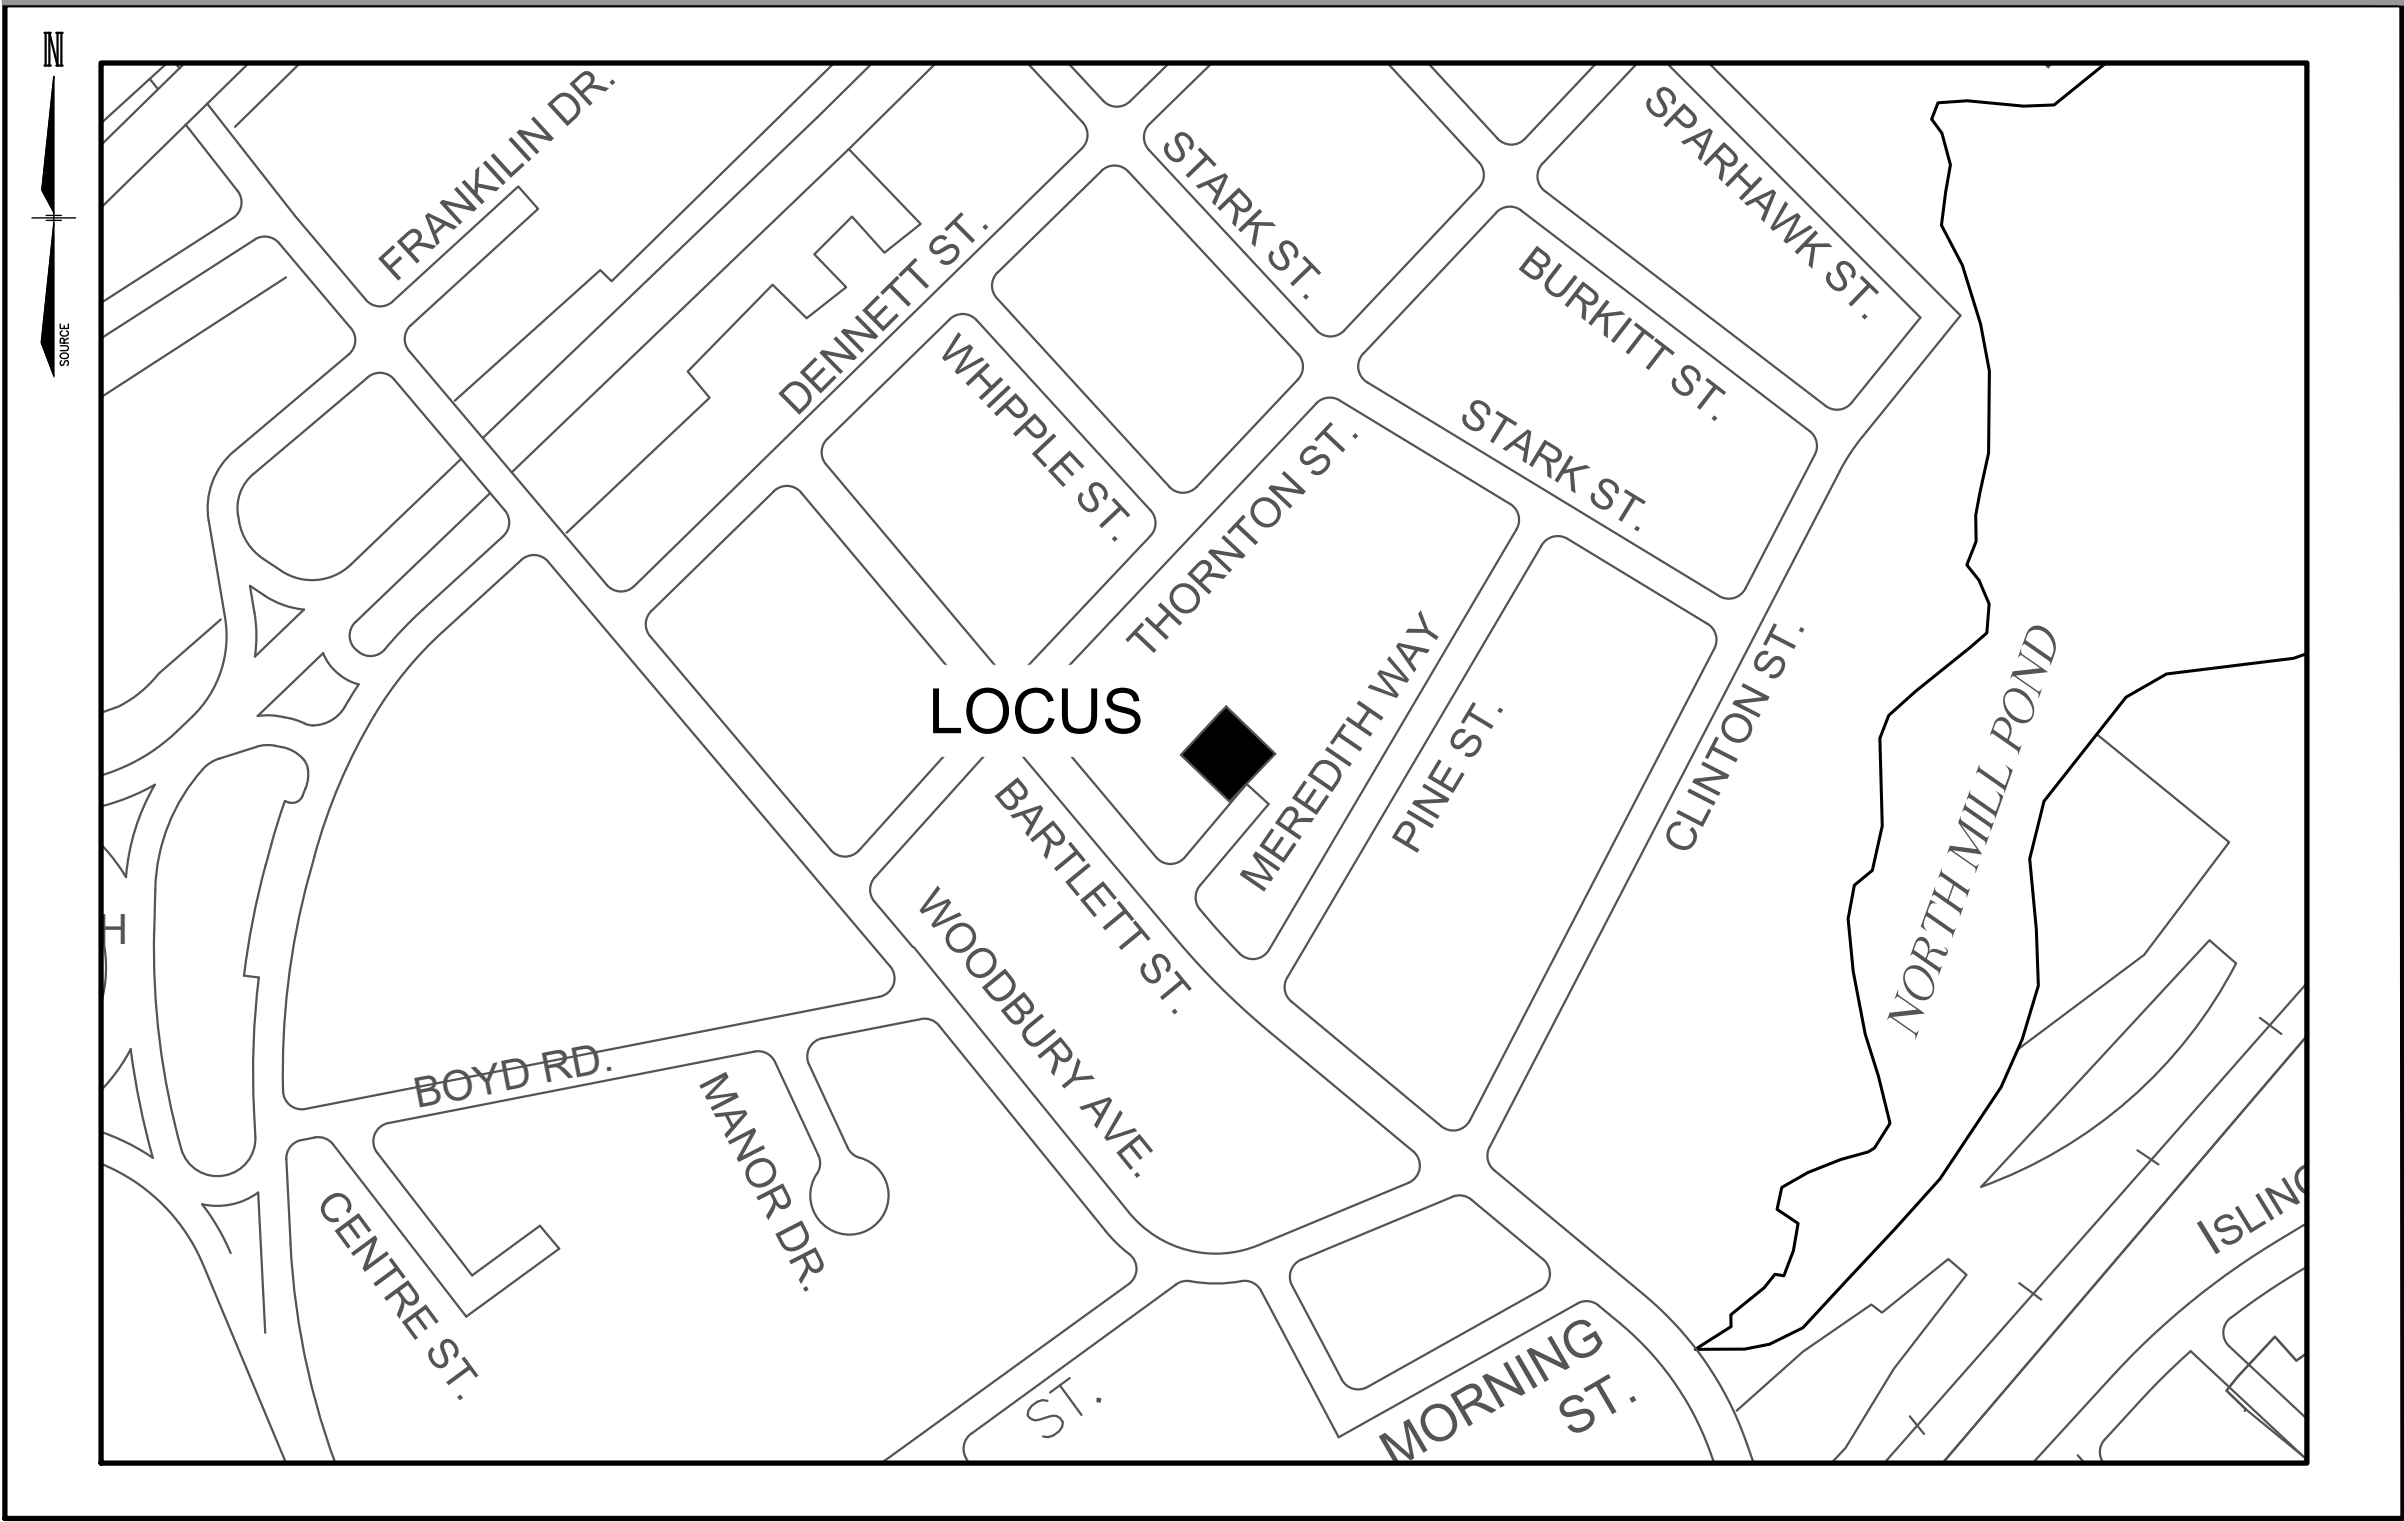 N
SOURCE
FRANKILIN DR.
STARK ST.
SPARHAWK ST.
DENNETT ST.
BURKITT ST.
WHIPPLE ST.
STARK ST.
THORNTON ST.
LOCUS
MEREDITH WAY
PINE ST.
CLINTON ST.
NORTH MILL POND
BARTLETT ST.
WOODBURY AVE.
H
BOYD RD.
MANOR DR.
CENTRE ST.
ISLING
MORNING
ST.
ST.